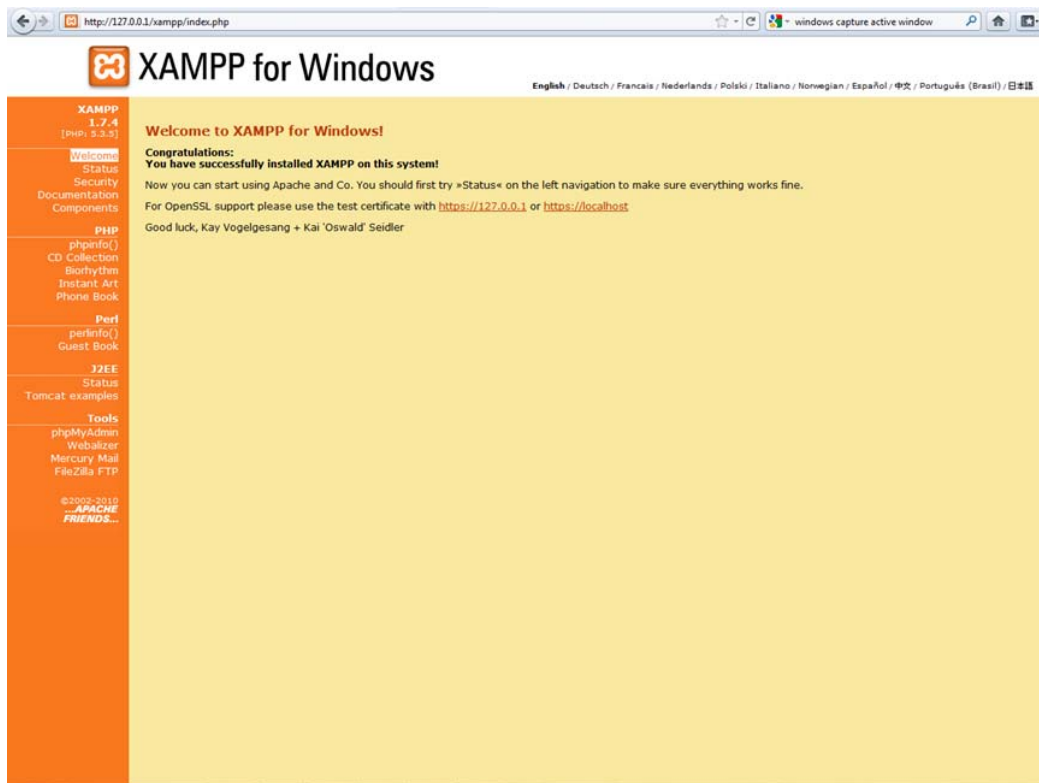 http://127.0.0.1/xampp/index.php
windows capture active window
XAMPP for Windows
English / Deutsch / Francais / Nederlands / Polski / Italiano / Norwegian / Español / 中文 / Português (Brasil) / 日本語
XAMPP
1.7.4
[PHP: 5.3.5]
Welcome
Status
Security
Documentation
Components
PHP
phpinfo()
CD Collection
Biorhythm
Instant Art
Phone Book
Perl
perlinfo()
Guest Book
J2EE
Status
Tomcat examples
Tools
phpMyAdmin
Webalizer
Mercury Mail
FileZilla FTP
©2002-2010
...APACHE
FRIENDS...
Welcome to XAMPP for Windows!
Congratulations:
You have successfully installed XAMPP on this system!
Now you can start using Apache and Co. You should first try »Status« on the left navigation to make sure everything works fine.
For OpenSSL support please use the test certificate with https://127.0.0.1 or https://localhost
Good luck, Kay Vogelgesang + Kai 'Oswald' Seidler